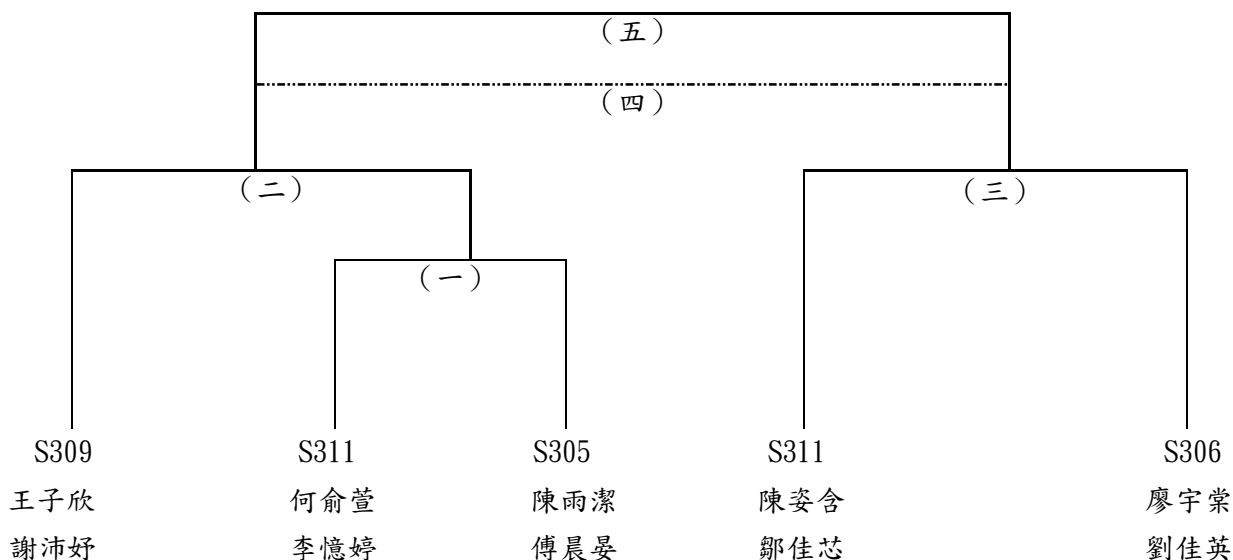 （五）
（四）
（二）
（三）
（一）
S309 S311 S305 S311 S306
王子欣 何俞萱 陳雨潔 陳姿含 廖宇棠
謝沛妤 李憶婷 傅晨晏 鄒佳芯 劉佳英